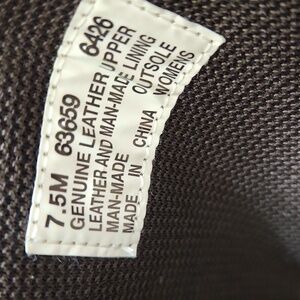 7.5M 63659 6426
GENUINE LEATHER UPPER
LEATHER AND MAN-MADE LINING
MAN-MADE OUTSOLE
MADE IN CHINA WOMENS